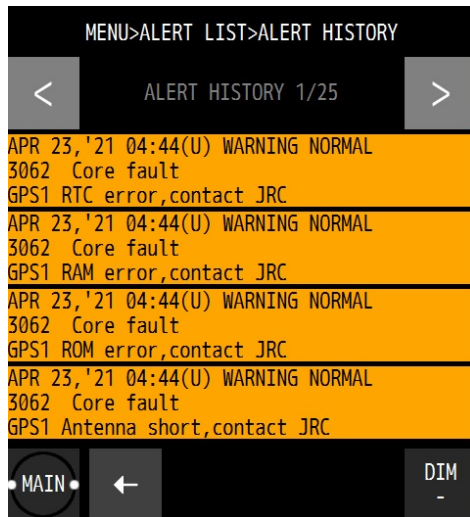 MENU>ALERT LIST>ALERT HISTORY
< ALERT HISTORY 1/25 >
APR 23,'21 04:44(U) WARNING NORMAL
3062 Core fault
GPS1 RTC error,contact JRC
APR 23,'21 04:44(U) WARNING NORMAL
3062 Core fault
GPS1 RAM error,contact JRC
APR 23,'21 04:44(U) WARNING NORMAL
3062 Core fault
GPS1 ROM error,contact JRC
APR 23,'21 04:44(U) WARNING NORMAL
3062 Core fault
GPS1 Antenna short,contact JRC
MAIN ← DIM
-